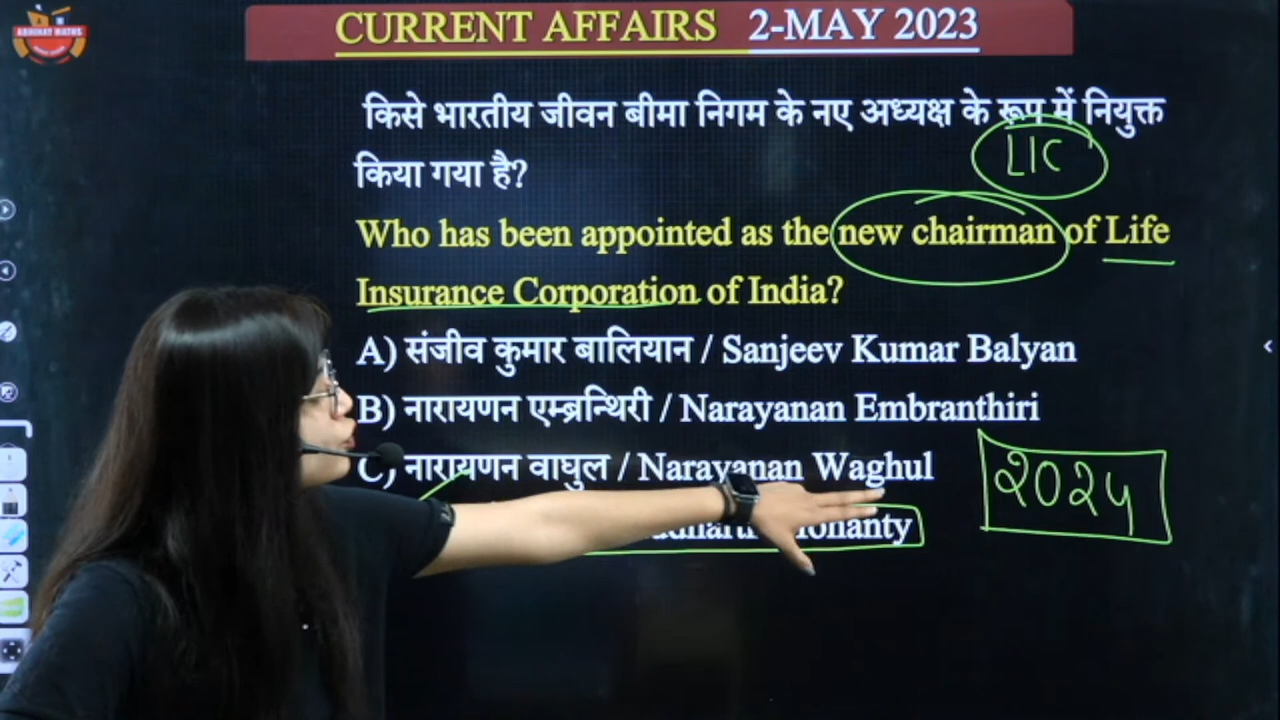 ABHINAY MATHS
CURRENT AFFAIRS 2-MAY 2023
किसे भारतीय जीवन बीमा निगम के नए अध्यक्ष के रूप में नियुक्त
किया गया है?
LIC
Who has been appointed as the new chairman of Life
Insurance Corporation of India?
A) संजीव कुमार बालियान / Sanjeev Kumar Balyan
B) नारायणन एम्ब्रन्थिरी / Narayanan Embranthiri
C) नारायणन वाघुल / Narayanan Waghul
२०२५